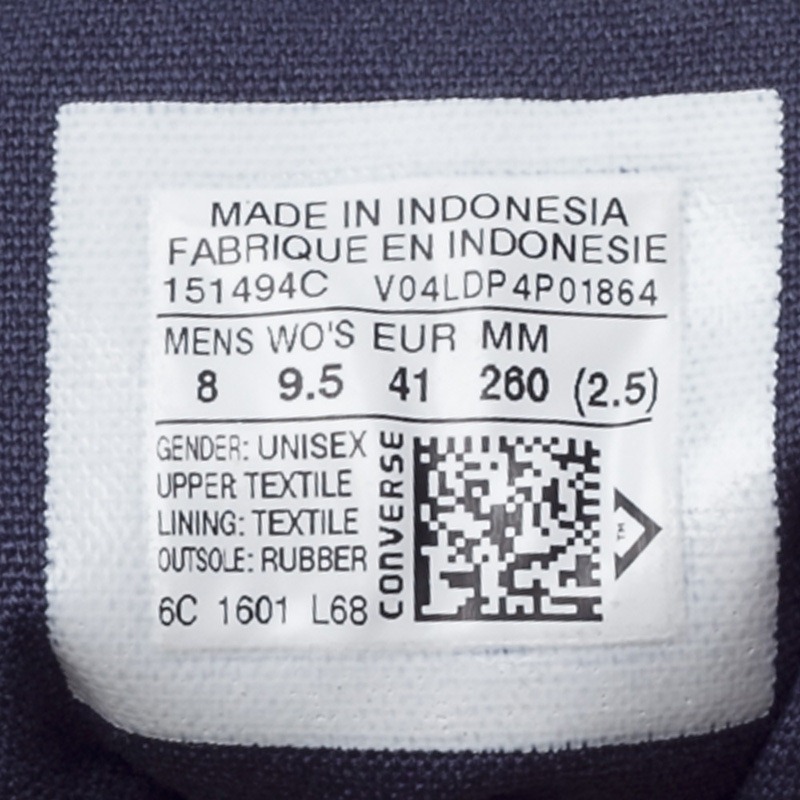 MADE IN INDONESIA
FABRIQUE EN INDONESIE
151494C V04LDP4P01864
MENS WO'S EUR MM
8 9.5 41 260 (2.5)
GENDER: UNISEX
UPPER TEXTILE
LINING: TEXTILE
OUTSOLE: RUBBER
6C 1601 L68
CONVERSE
TM